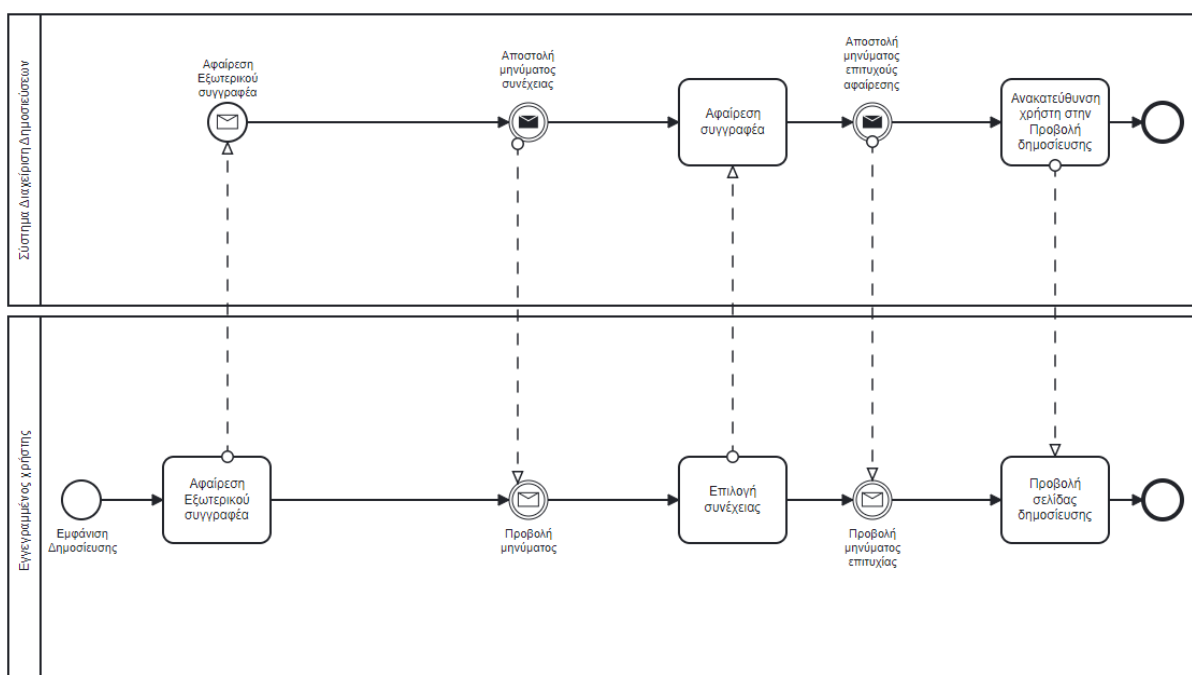 Σύστημα Διαχείριση Δημοσιεύσεων
Αφαίρεση
Εξωτερικού
συγγραφέα
Αποστολή
μηνύματος
συνέχειας
Αφαίρεση
συγγραφέα
Αποστολή
μηνύματος
επιτυχούς
αφαίρεσης
Ανακατεύθυνση
χρήστη στην
Προβολή
δημοσίευσης
Εγγεγραμμένος χρήστης
Εμφάνιση
Δημοσίευσης
Αφαίρεση
Εξωτερικού
συγγραφέα
Προβολή
μηνύματος
Επιλογή
συνέχειας
Προβολή
μηνύματος
επιτυχίας
Προβολή
σελίδας
δημοσίευσης